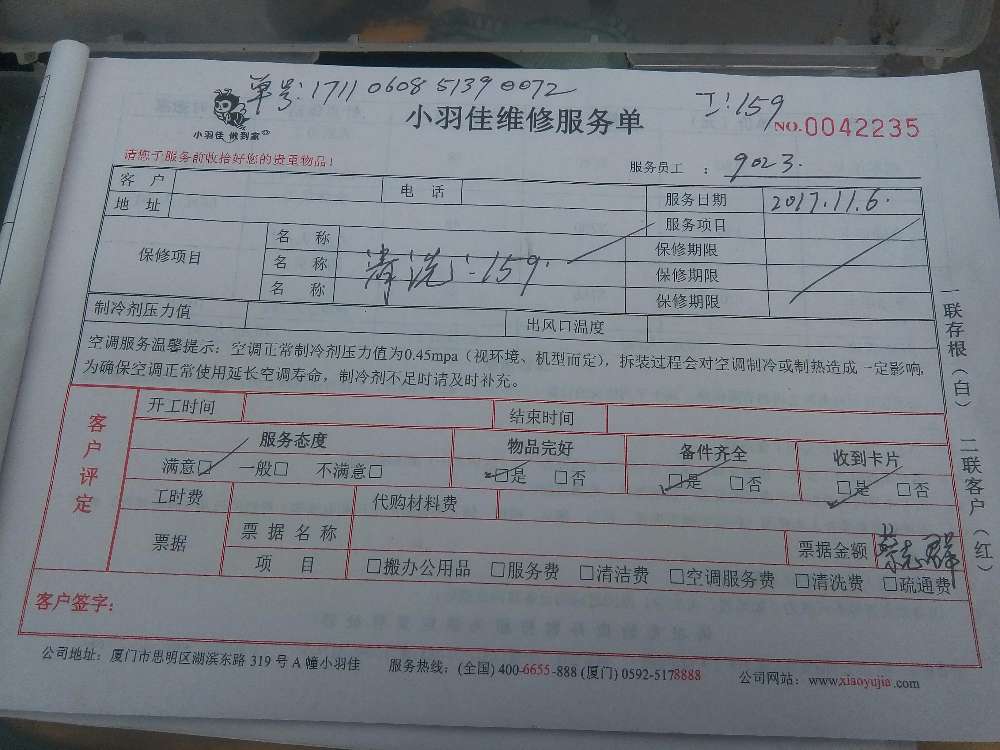 单号:1711 0608 5139 0072
工:159
小羽佳 做到家
小羽佳维修服务单
NO.0042235
请您于服务前收拾好您的贵重物品!
服务员工 : 9023.
客 户 电 话 服务日期 2017.11.6.
地 址 服务项目
保修项目 名 称 保修期限
名 称 清洗 159. 保修期限
名 称 保修期限
制冷剂压力值 出风口温度
空调服务温馨提示:空调正常制冷剂压力值为0.45mpa(视环境、机型而定),拆装过程会对空调制冷或制热造成一定影响,
为确保空调正常使用延长空调寿命,制冷剂不足时请及时补充。
客户评定
开工时间 结束时间
服务态度 物品完好 备件齐全 收到卡片
满意□ 一般□ 不满意□ □是 □否 □是 □否 □是 □否
工时费 代购材料费
票据 票据名称 票据金额 蔡志群
项 目 □搬办公用品 □服务费 □清洁费 □空调服务费 □清洗费 □疏通费
客户签字:
一联存根(白) 二联客户(红)
公司地址:厦门市思明区湖滨东路 319 号 A 幢小羽佳 服务热线:(全国) 400-6655-888 (厦门) 0592-5178888 公司网站:www.xiaoyujia.com